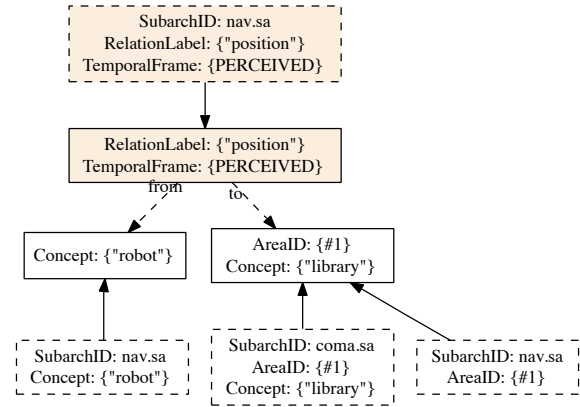 SubarchID: nav.sa
RelationLabel: {"position"}
TemporalFrame: {PERCEIVED}
RelationLabel: {"position"}
TemporalFrame: {PERCEIVED}
from
to
Concept: {"robot"}
AreaID: {#1}
Concept: {"library"}
SubarchID: nav.sa
Concept: {"robot"}
SubarchID: coma.sa
AreaID: {#1}
Concept: {"library"}
SubarchID: nav.sa
AreaID: {#1}